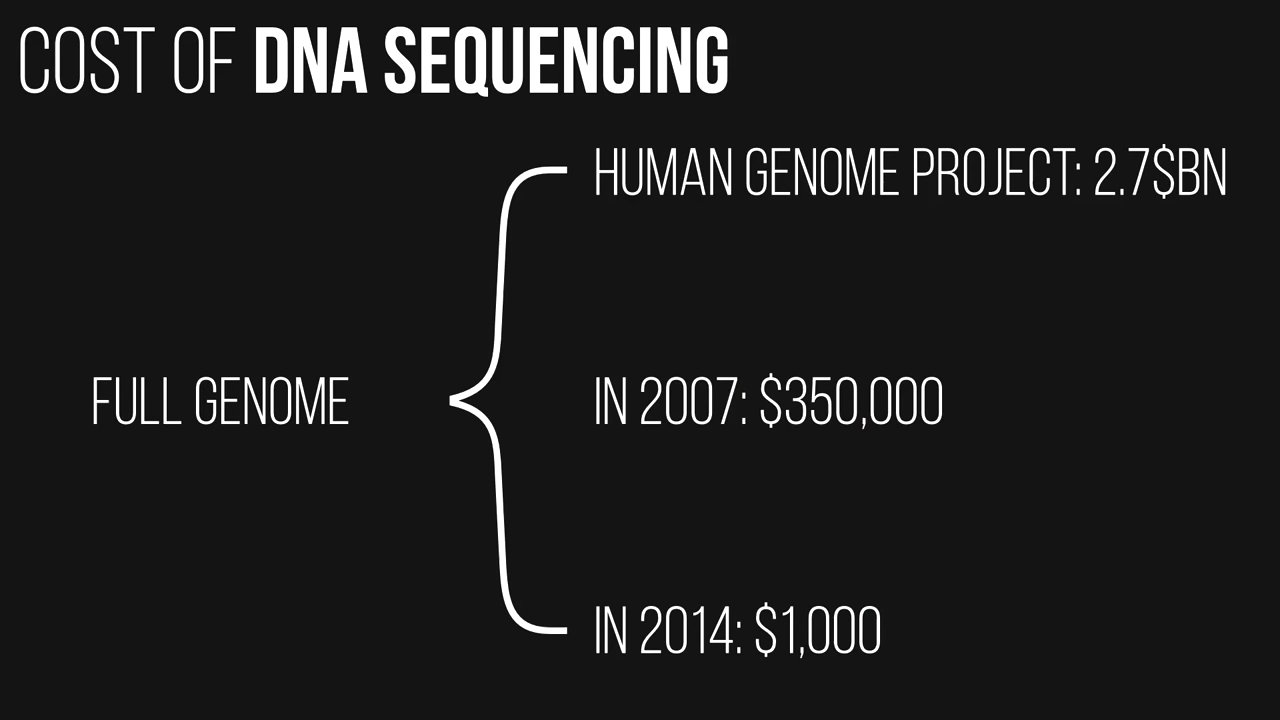 COST OF DNA SEQUENCING
HUMAN GENOME PROJECT: 2.7$BN
FULL GENOME
IN 2007: $350,000
IN 2014: $1,000